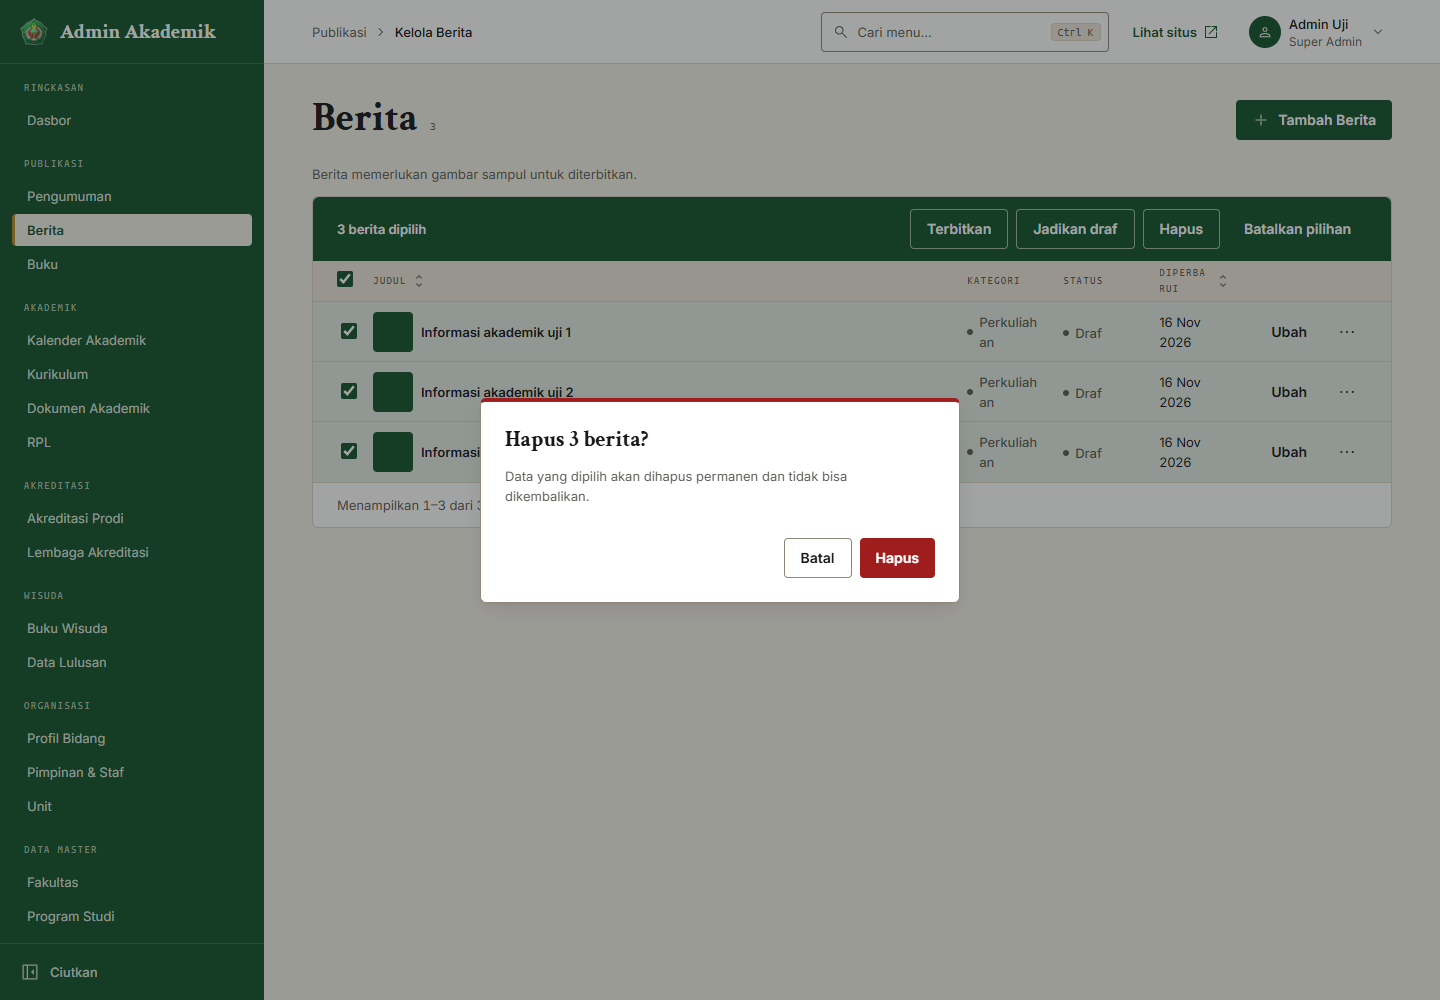 Admin Akademik
RINGKASAN
Dasbor
PUBLIKASI
Pengumuman
Berita
Buku
AKADEMIK
Kalender Akademik
Kurikulum
Dokumen Akademik
RPL
AKREDITASI
Akreditasi Prodi
Lembaga Akreditasi
WISUDA
Buku Wisuda
Data Lulusan
ORGANISASI
Profil Bidang
Pimpinan & Staf
Unit
DATA MASTER
Fakultas
Program Studi
Ciutkan
Publikasi > Kelola Berita
Cari menu... Ctrl K
Lihat situs
Admin Uji
Super Admin
Berita 3
+ Tambah Berita
Berita memerlukan gambar sampul untuk diterbitkan.
3 berita dipilih Terbitkan Jadikan draf Hapus Batalkan pilihan
JUDUL KATEGORI STATUS DIPERBA
RUI
Informasi akademik uji 1 Perkuliah
an Draf 16 Nov
2026 Ubah ...
Informasi akademik uji 2 Perkuliah
an Draf 16 Nov
2026 Ubah ...
Informasi Perkuliah
an Draf 16 Nov
2026 Ubah ...
Menampilkan 1–3 dari 3
Hapus 3 berita?
Data yang dipilih akan dihapus permanen dan tidak bisa
dikembalikan.
Batal Hapus